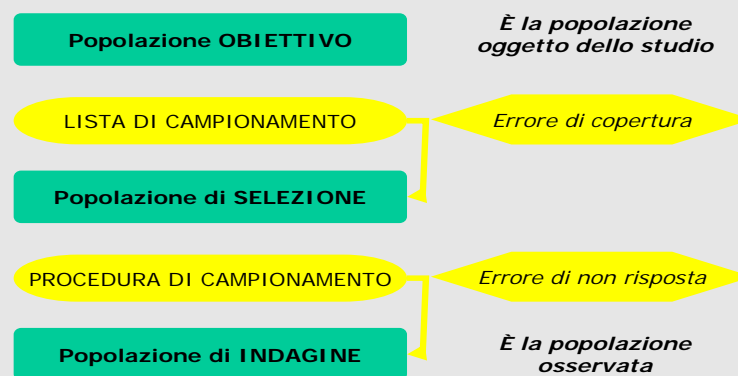 Popolazione OBIETTIVO
È la popolazione
oggetto dello studio
LISTA DI CAMPIONAMENTO
Errore di copertura
Popolazione di SELEZIONE
PROCEDURA DI CAMPIONAMENTO
Errore di non risposta
Popolazione di INDAGINE
È la popolazione
osservata